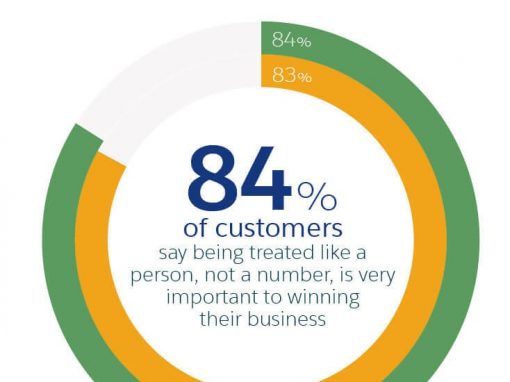 84%
83%
84%
of customers
say being treated like a
person, not a number, is very
important to winning
their business